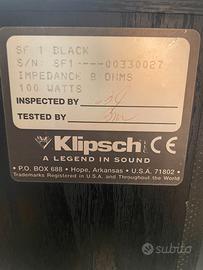 SF 1 BLACK
S/N: SF1----00330027
IMPEDANCE 8 OHMS
100 WATTS
INSPECTED BY
TESTED BY
Klipsch CE
A LEGEND IN SOUND
• P.O. BOX 688 • Hope, Arkansas • U.S.A. 71802 •
Trademarks Registered in U.S.A. and Throughout the World
subito